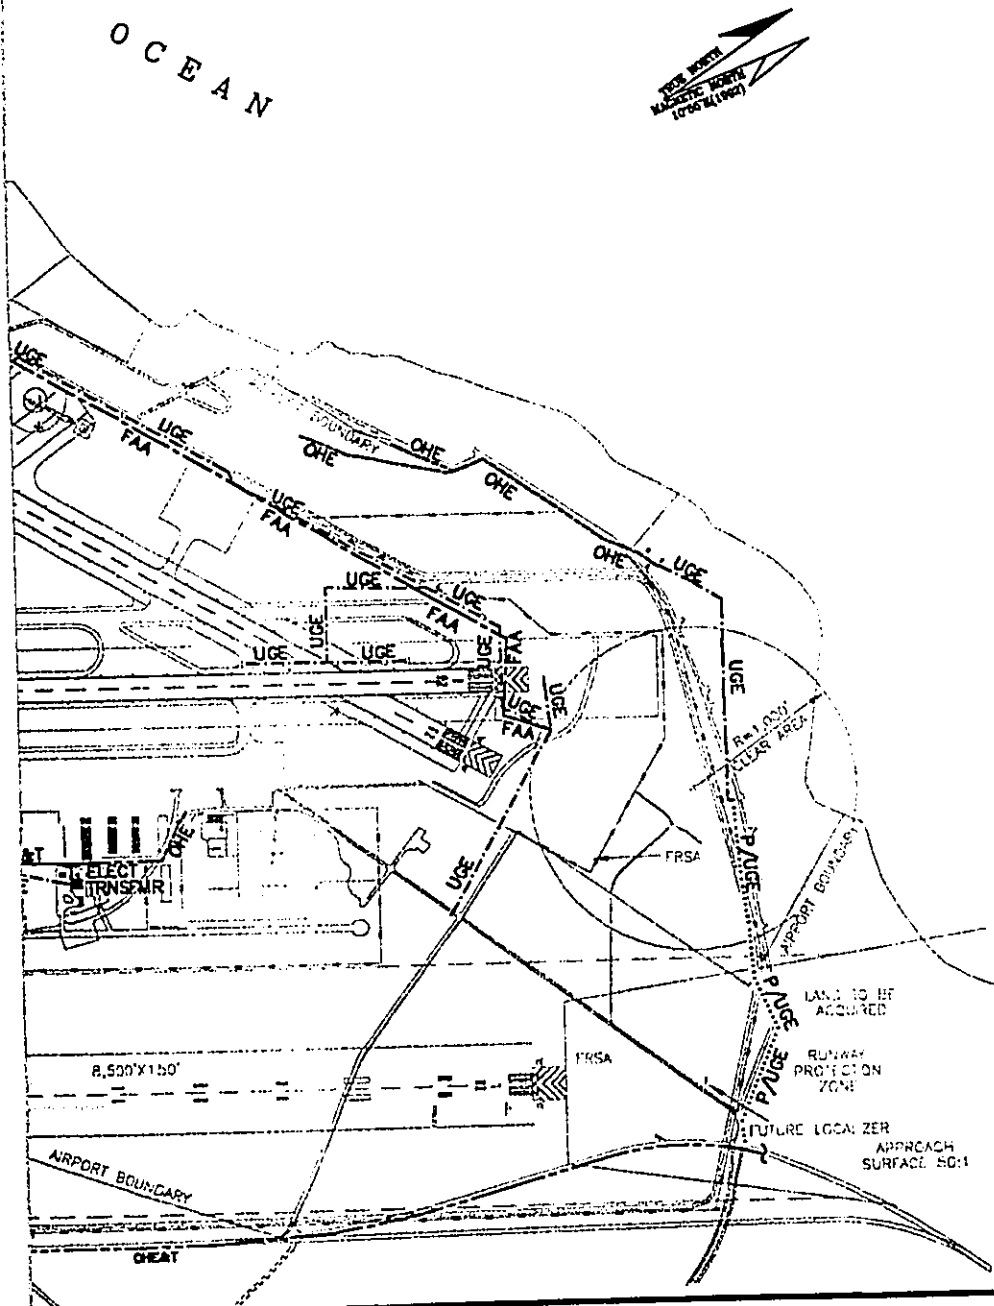 OCEAN
TRUE NORTH
MAGNETIC NORTH
UGE
FAA
UGE
BOUNDARY
OHE
OHE
OHE
UGE
FAA
OHE
UGE
UGE
UGE
FAA
UGE
UGE
UGE
UGE
FAA
UGE
UGE
FAA
UGE
R=1,000'
CLEAR AREA
OHE
&T
ELECT
TRNSFMR
UGE
FRSA
P/UGE
AIRPORT BOUNDARY
P/UGE
LAND TO BE
ACQUIRED
FRSA
8,500'X150'
P/UGE
RUNWAY
PROTECTION
ZONE
FUTURE LOCALIZER
APPROACH
SURFACE 50:1
AIRPORT BOUNDARY
OHE&T